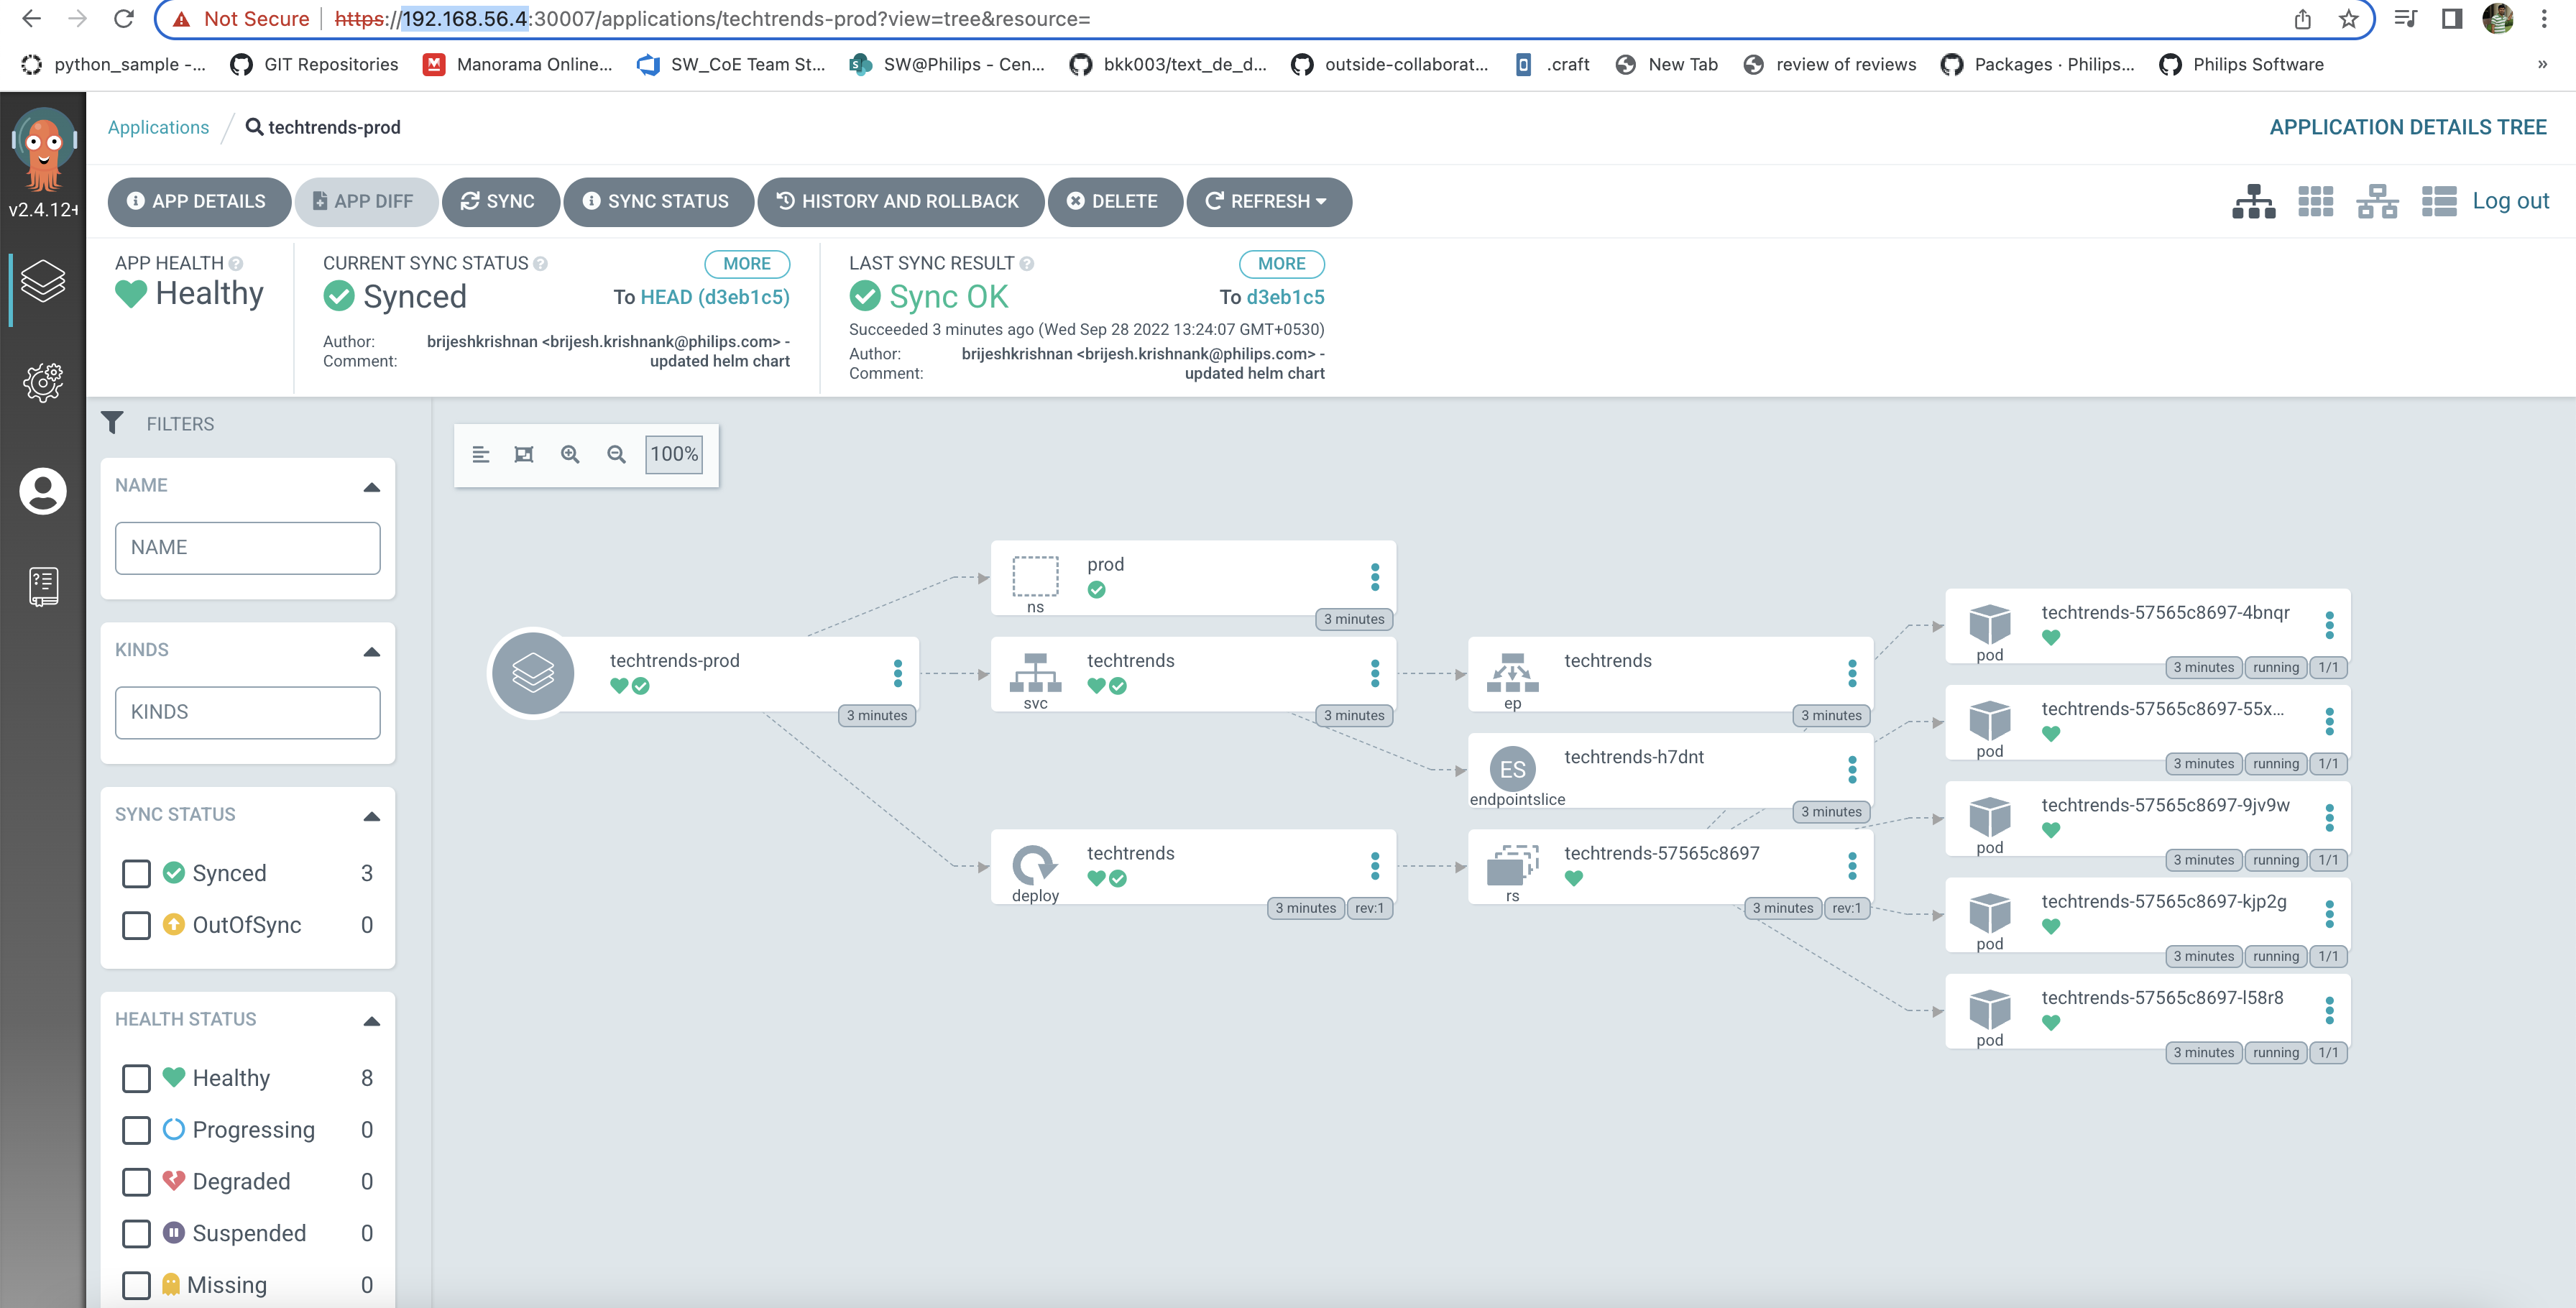 Not Secure | https://192.168.56.4:30007/applications/techtrends-prod?view=tree&resource=
python_sample -... GIT Repositories Manorama Online... SW_CoE Team St... SW@Philips - Cen... bkk003/text_de_d... outside-collaborat... .craft New Tab review of reviews Packages · Philips... Philips Software »
Applications / techtrends-prod APPLICATION DETAILS TREE
v2.4.12+
APP DETAILS APP DIFF SYNC SYNC STATUS HISTORY AND ROLLBACK DELETE REFRESH Log out
APP HEALTH
Healthy
CURRENT SYNC STATUS MORE
Synced To HEAD (d3eb1c5)
Author: brijeshkrishnan <brijesh.krishnank@philips.com> -
Comment: updated helm chart
LAST SYNC RESULT MORE
Sync OK To d3eb1c5
Succeeded 3 minutes ago (Wed Sep 28 2022 13:24:07 GMT+0530)
Author: brijeshkrishnan <brijesh.krishnank@philips.com> -
Comment: updated helm chart
FILTERS
NAME
NAME
KINDS
KINDS
SYNC STATUS
Synced 3
OutOfSync 0
HEALTH STATUS
Healthy 8
Progressing 0
Degraded 0
Suspended 0
Missing 0
100%
techtrends-prod
3 minutes
prod
ns
3 minutes
techtrends
svc
3 minutes
techtrends
deploy
3 minutes rev:1
techtrends
ep
3 minutes
ES techtrends-h7dnt
endpointslice
3 minutes
techtrends-57565c8697
rs
3 minutes rev:1
techtrends-57565c8697-4bnqr
pod
3 minutes running 1/1
techtrends-57565c8697-55x...
pod
3 minutes running 1/1
techtrends-57565c8697-9jv9w
pod
3 minutes running 1/1
techtrends-57565c8697-kjp2g
pod
3 minutes running 1/1
techtrends-57565c8697-l58r8
pod
3 minutes running 1/1